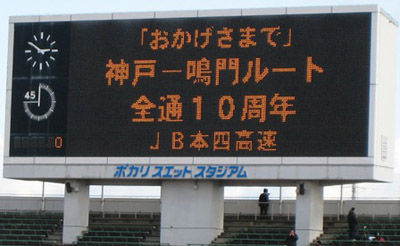 「おかげさまで」
神戸－鳴門ルート
全通10周年
JB本四高速
45
0
ポカリスエットスタジアム